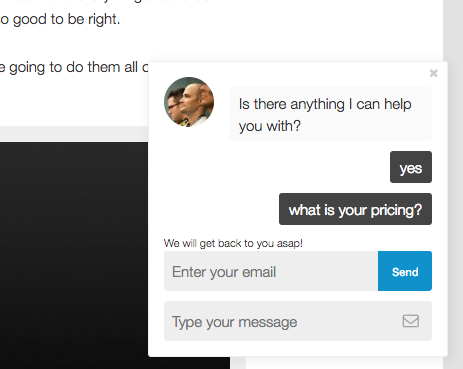 o good to be right.
e going to do them all
Is there anything I can help
you with?
yes
what is your pricing?
We will get back to you asap!
Enter your email
Send
Type your message